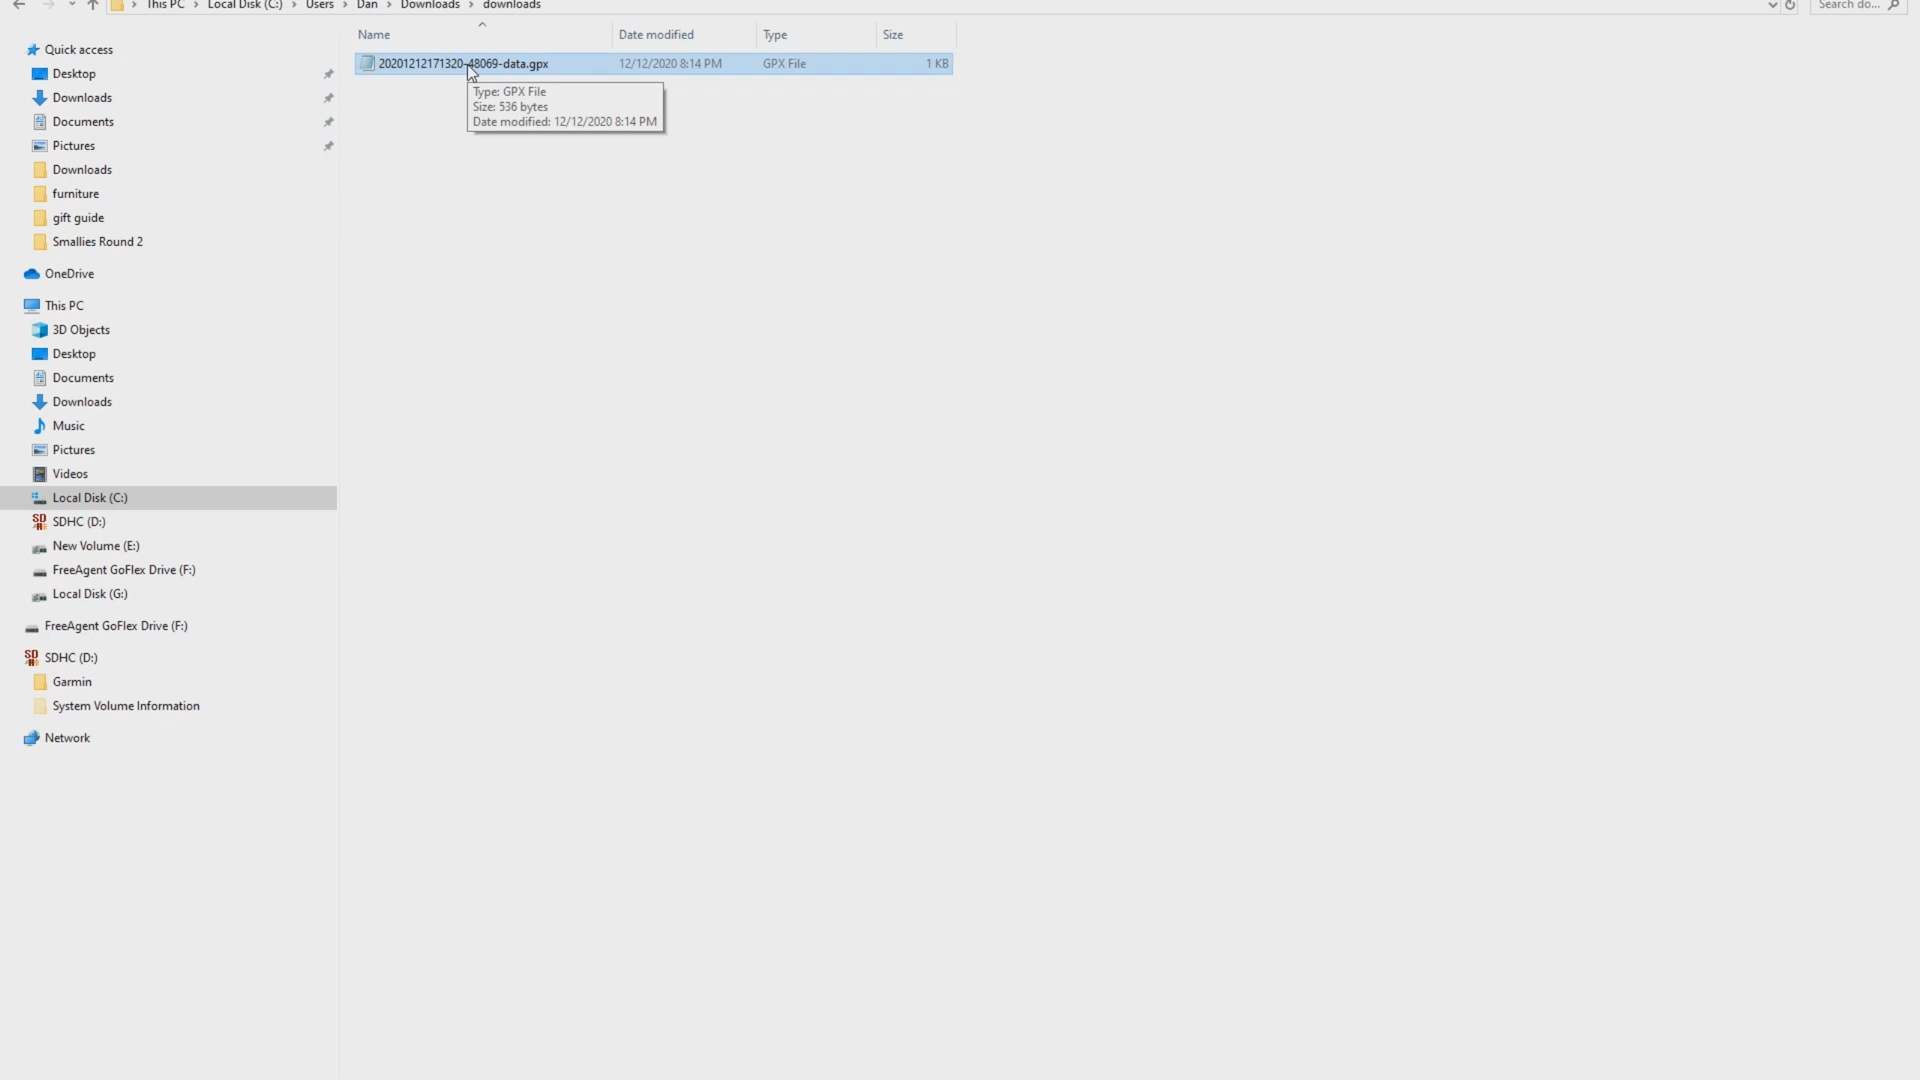 This PC > Local Disk (C:) > Users > Dan > Downloads > downloads
Search do...
Name
Date modified
Type
Size
20201212171320-48069-data.gpx
12/12/2020 8:14 PM
GPX File
1 KB
Type: GPX File
Size: 536 bytes
Date modified: 12/12/2020 8:14 PM
Quick access
Desktop
Downloads
Documents
Pictures
Downloads
furniture
gift guide
Smallies Round 2
OneDrive
This PC
3D Objects
Desktop
Documents
Downloads
Music
Pictures
Videos
Local Disk (C:)
SDHC (D:)
New Volume (E:)
FreeAgent GoFlex Drive (F:)
Local Disk (G:)
FreeAgent GoFlex Drive (F:)
SDHC (D:)
Garmin
System Volume Information
Network